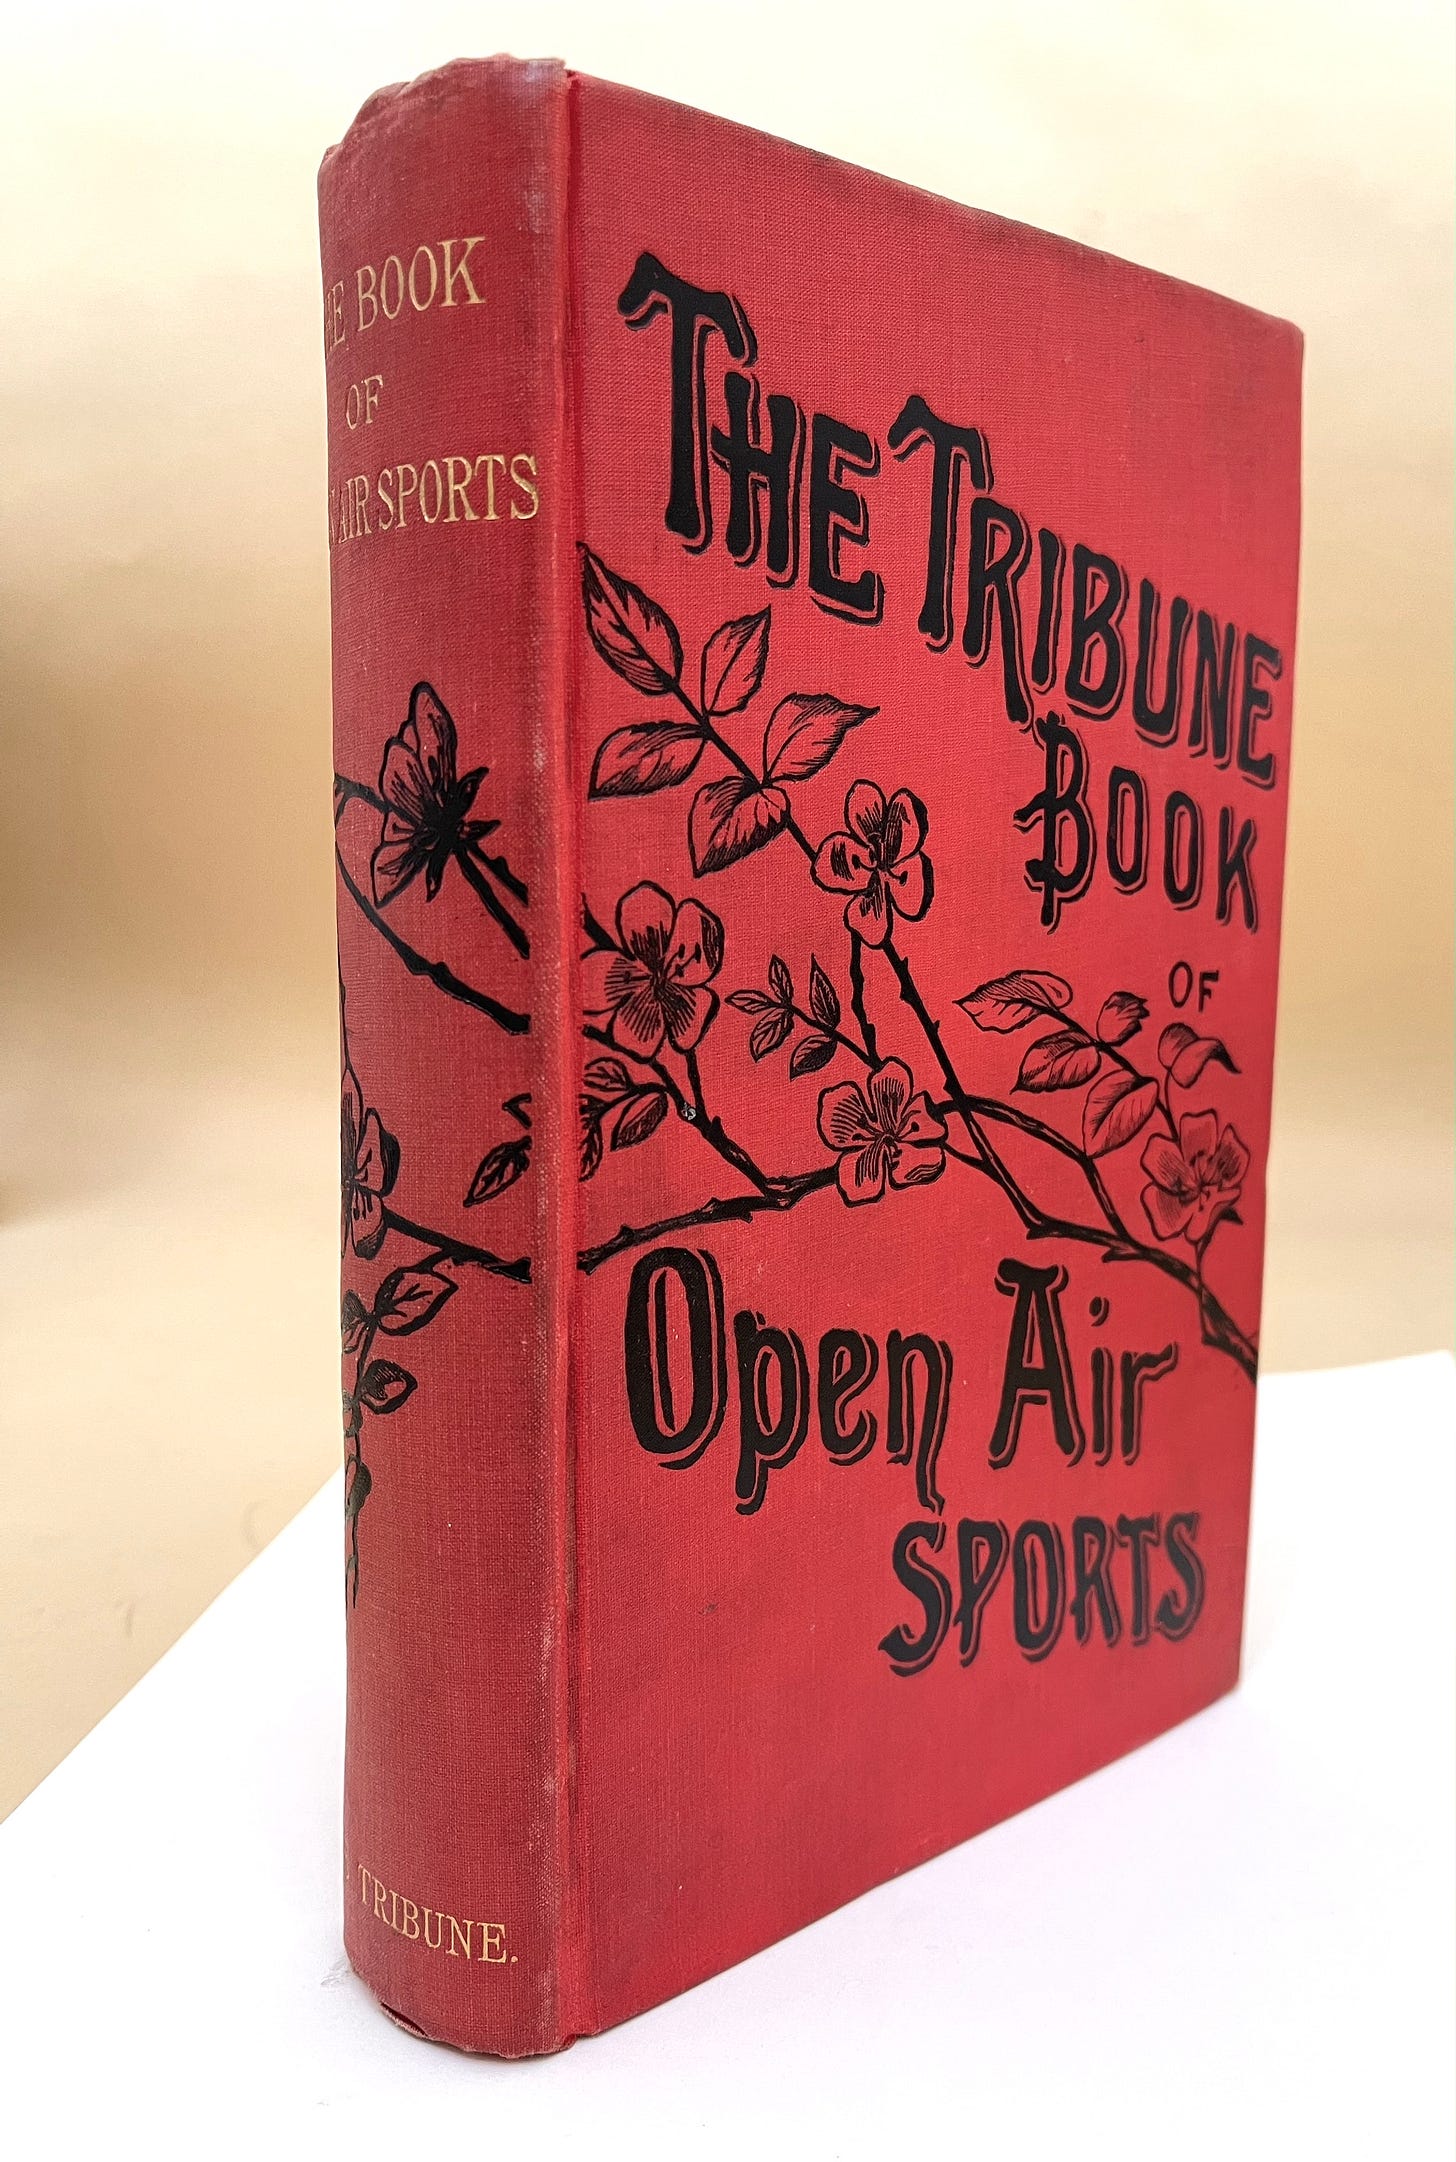 BOOK
OF
AIR SPORTS
TRIBUNE.
THE TRIBUNE
BOOK
OF
Open Air
SPORTS